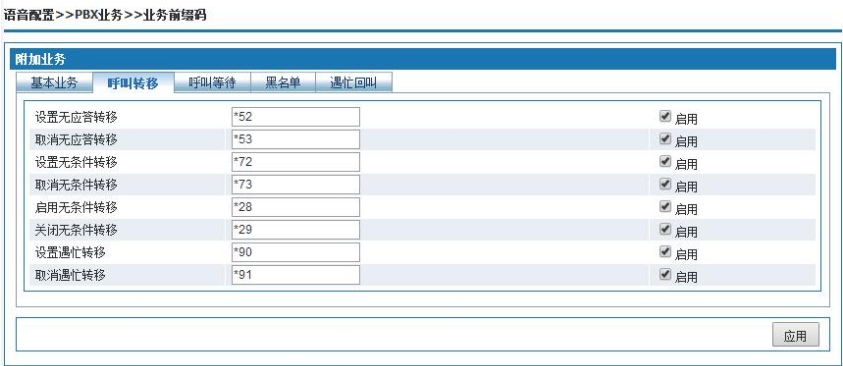 语音配置>>PBX业务>>业务前缀码
附加业务
基本业务 呼叫转移 呼叫等待 黑名单 遇忙回叫
设置无应答转移 *52 启用
取消无应答转移 *53 启用
设置无条件转移 *72 启用
取消无条件转移 *73 启用
启用无条件转移 *28 启用
关闭无条件转移 *29 启用
设置遇忙转移 *90 启用
取消遇忙转移 *91 启用
应用